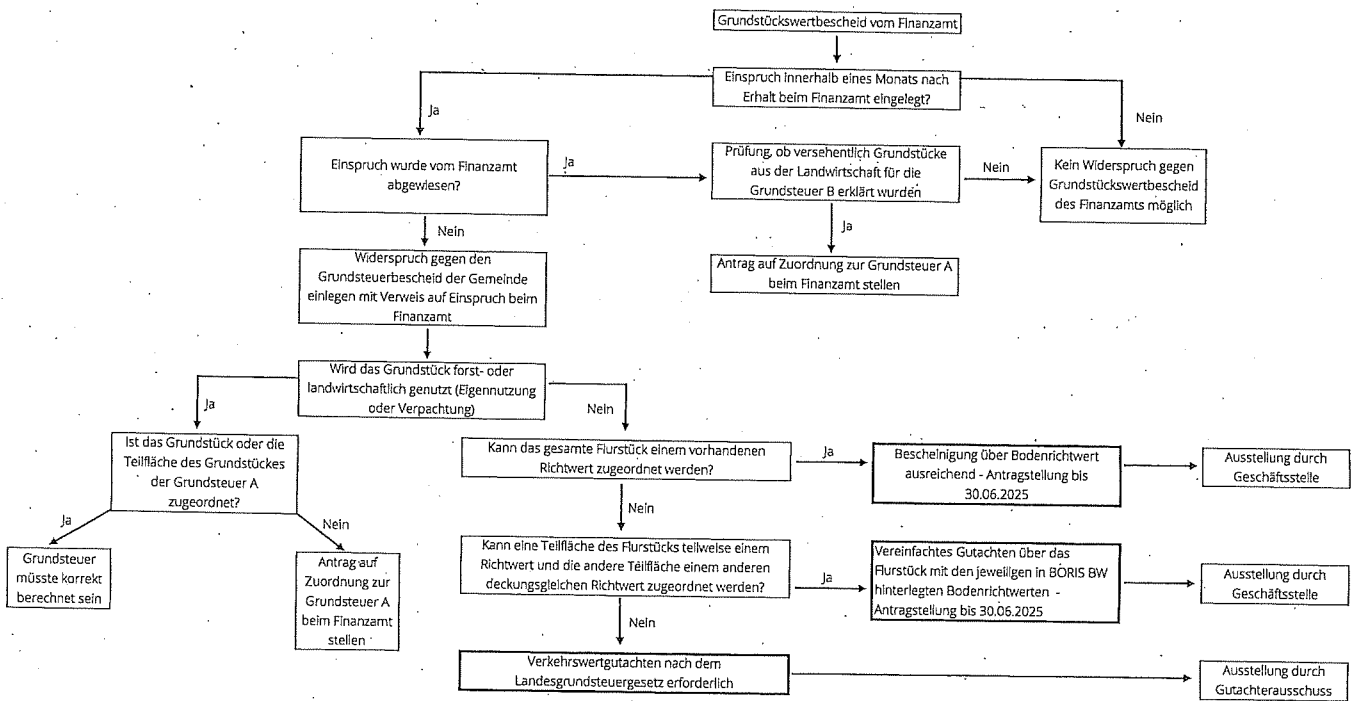 Grundstückswertbescheid vom Finanzamt
Einspruch innerhalb eines Monats nach
Erhalt beim Finanzamt eingelegt?
Ja
Nein
Einspruch wurde vom Finanzamt
abgewiesen?
Ja
Prüfung, ob versehentlich Grundstücke
aus der Landwirtschaft für die
Grundsteuer B erklärt wurden
Nein
Kein Widerspruch gegen
Grundstückswertbescheid
des Finanzamts möglich
Nein
Ja
Widerspruch gegen den
Grundsteuerbescheid der Gemeinde
einlegen mit Verweis auf Einspruch beim
Finanzamt
Antrag auf Zuordnung zur Grundsteuer A
beim Finanzamt stellen
Wird das Grundstück forst- oder
landwirtschaftlich genutzt (Eigennutzung
oder Verpachtung)
Ja
Nein
Ist das Grundstück oder die
Teilfläche des Grundstückes
der Grundsteuer A
zugeordnet?
Kann das gesamte Flurstück einem vorhandenen
Richtwert zugeordnet werden?
Ja
Bescheinigung über Bodenrichtwert
ausreichend - Antragstellung bis
30.06.2025
Ausstellung durch
Geschäftsstelle
Ja
Nein
Nein
Grundsteuer
müsste korrekt
berechnet sein
Antrag auf
Zuordnung zur
Grundsteuer A
beim Finanzamt
stellen
Kann eine Teilfläche des Flurstücks teilweise einem
Richtwert und die andere Teilfläche einem anderen
deckungsgleichen Richtwert zugeordnet werden?
Ja
Vereinfachtes Gutachten über das
Flurstück mit den jeweiligen in BORIS BW
hinterlegten Bodenrichtwerten -
Antragstellung bis 30.06.2025
Ausstellung durch
Geschäftsstelle
Nein
Verkehrswertgutachten nach dem
Landesgrundsteuergesetz erforderlich
Ausstellung durch
Gutachterausschuss